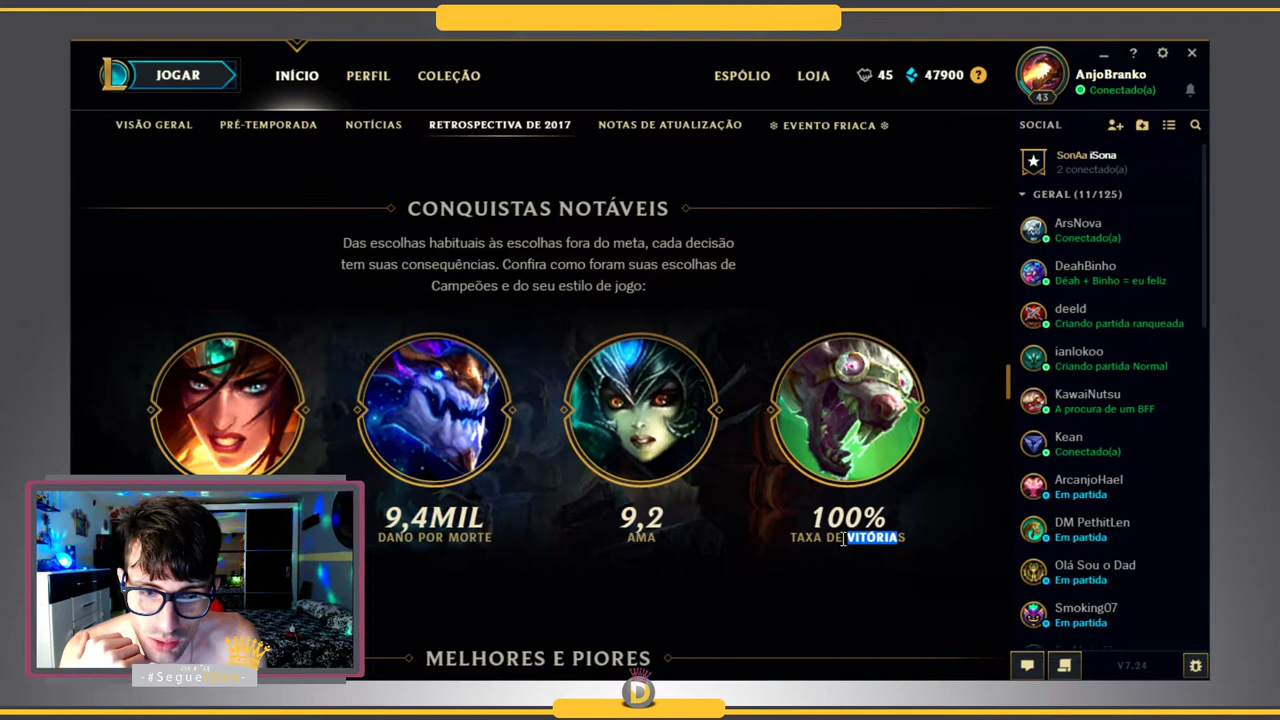 JOGAR
INÍCIO
PERFIL
COLEÇÃO
ESPÓLIO
LOJA
45
47900
?
?
AnjoBranko
Conectado(a)
43
VISÃO GERAL
PRÉ-TEMPORADA
NOTÍCIAS
RETROSPECTIVA DE 2017
NOTAS DE ATUALIZAÇÃO
❄ EVENTO FRIACA ❄
SOCIAL
SonAa iSona
2 conectado(a)
GERAL (11/125)
ArsNova
Conectado(a)
DeahBinho
Déah + Binho = eu feliz
deeld
Criando partida ranqueada
ianlokoo
Criando partida Normal
KawaiNutsu
A procura de um BFF
Kean
Conectado(a)
ArcanjoHael
Em partida
DM PethitLen
Em partida
Olá Sou o Dad
Em partida
Smoking07
Em partida
V7.24
CONQUISTAS NOTÁVEIS
Das escolhas habituais às escolhas fora do meta, cada decisão
tem suas consequências. Confira como foram suas escolhas de
Campeões e do seu estilo de jogo:
9,4MIL
DANO POR MORTE
9,2
AMA
100%
TAXA DE VITÓRIAS
MELHORES E PIORES
D